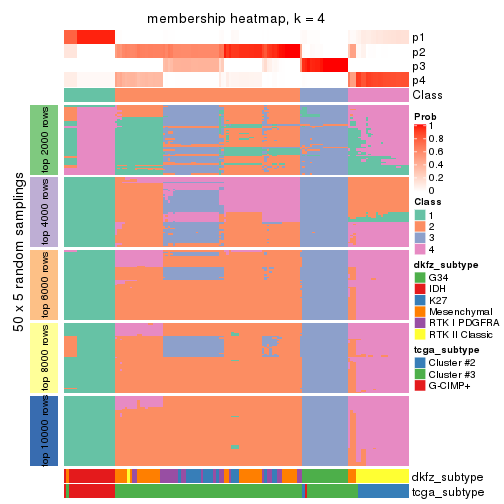 membership heatmap, k = 4
p1
p2
p3
p4
Class
50 x 5 random samplings
top 2000 rows
top 4000 rows
top 6000 rows
top 8000 rows
top 10000 rows
Prob
1
0.8
0.6
0.4
0.2
0
Class
1
2
3
4
dkfz_subtype
G34
IDH
K27
Mesenchymal
RTK I PDGFRA
RTK II Classic
tcga_subtype
Cluster #2
Cluster #3
G-CIMP+
dkfz_subtype
tcga_subtype